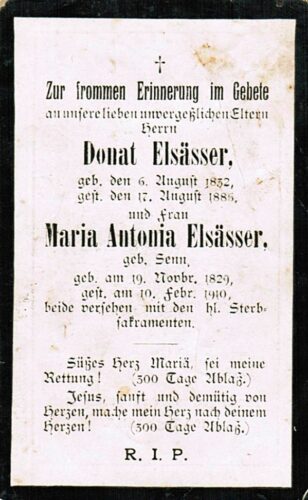 Zur frommen Erinnerung im Gebete
an unsere lieben unvergeßlichen Eltern
Herrn
Donat Elsässer,
geb. den 6. August 1832,
gest. den 17. August 1886,
und Frau
Maria Antonia Elsässer,
geb. Senn,
geb. am 19. Novbr. 1829,
gest. am 10. Febr. 1910,
beide versehen mit den hl. Sterb-
sakramenten.
Süßes Herz Mariä, sei meine
Rettung! (300 Tage Ablaß.)
Jesus, sanft und demütig von
Herzen, mache mein Herz nach deinem
Herzen! (300 Tage Ablaß.)
R. I. P.